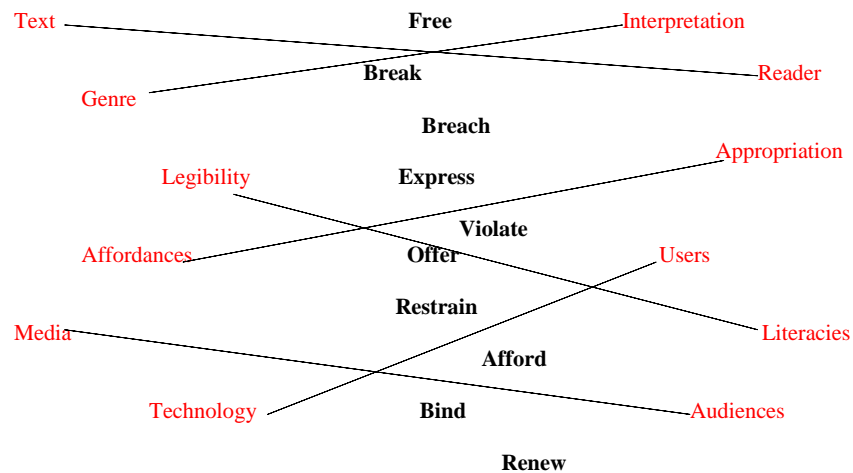 Text Free Interpretation
Break Reader
Genre
Breach
Appropriation
Legibility Express
Violate
Affordances Offer Users
Restrain
Media Literacies
Afford
Technology Bind Audiences
Renew